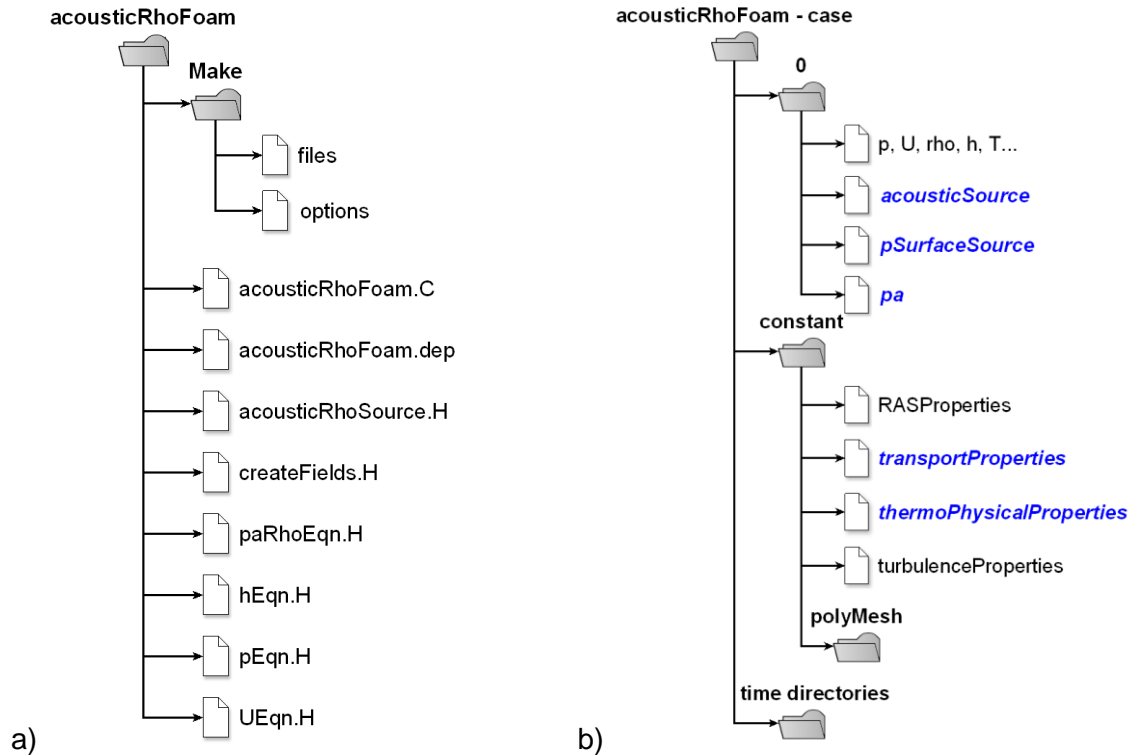 acousticRhoFoam
Make
files
options
acousticRhoFoam.C
acousticRhoFoam.dep
acousticRhoSource.H
createFields.H
paRhoEqn.H
hEqn.H
pEqn.H
UEqn.H
a)
acousticRhoFoam - case
0
p, U, rho, h, T...
acousticSource
pSurfaceSource
pa
constant
RASProperties
transportProperties
thermoPhysicalProperties
turbulenceProperties
polyMesh
time directories
b)